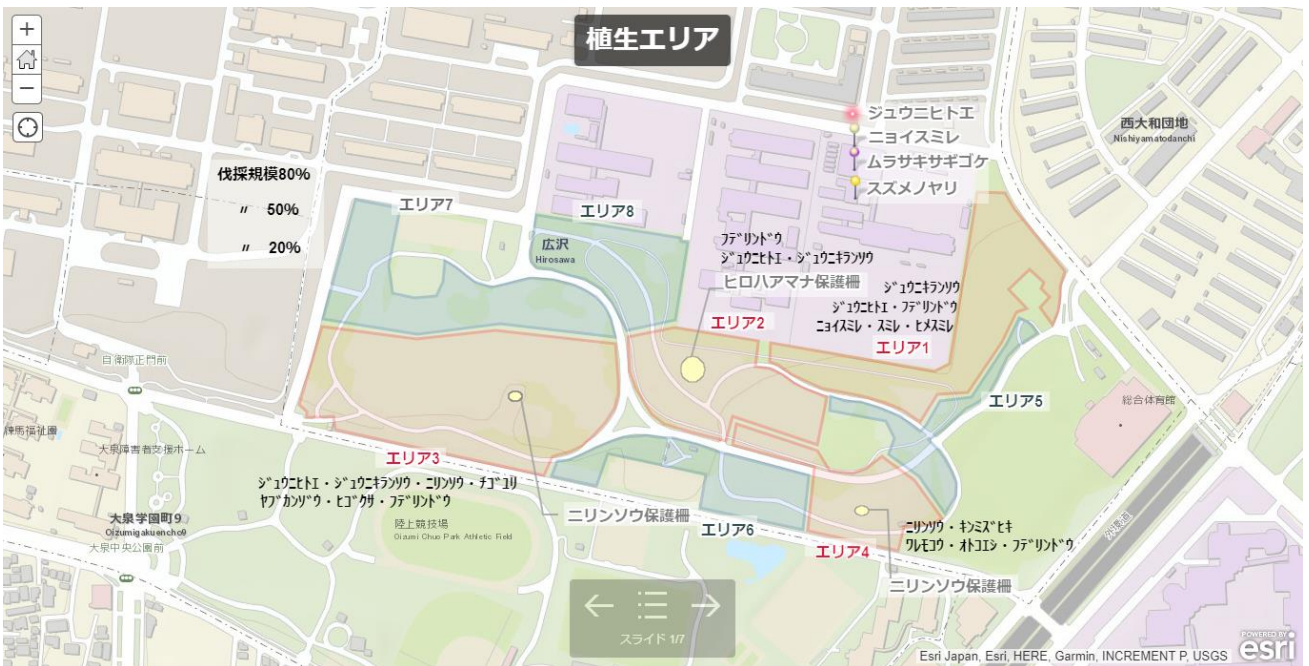 植生エリア
ジュウニヒトエ
ニョイスミレ
ムラサキサギゴケ
スズメノヤリ
西大和団地
Nishiyamatodanchi
伐採規模80%
〃 50%
〃 20%
エリア7
エリア8
広沢
Hirosawa
フデリンドウ
ジュウニヒトエ・ジュウニキランソウ
ヒロハアマナ保護柵
ジュウニキランソウ
ジュウニヒトエ・フデリンドウ
ニョイスミレ・スミレ・ヒメスミレ
エリア2
エリア1
自衛隊正門前
エリア5
総合体育館
練馬福祉園
大泉障害者支援ホーム
エリア3
ジュウニヒトエ・ジュウニキランソウ・ニリンソウ・チゴユリ
ヤブカンゾウ・ヒゴクサ・フデリンドウ
ニリンソウ保護柵
大泉学園町9
Oizumigakuencho9
大泉中央公園前
陸上競技場
Oizumi Chuo Park Athletic Field
エリア6
エリア4
ニリンソウ・キンミズヒキ
ワレモコウ・オトコエシ・フデリンドウ
ニリンソウ保護柵
外環道
スライド 1/7
Esri Japan, Esri, HERE, Garmin, INCREMENT P, USGS
POWERED BY
esri